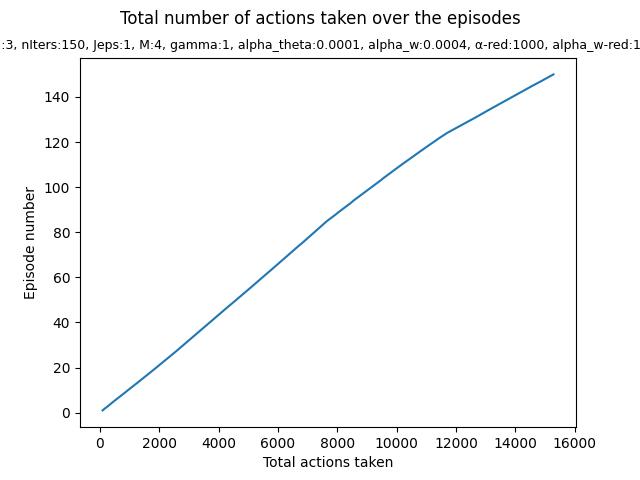 Total number of actions taken over the episodes
:3, nIters:150, Jeps:1, M:4, gamma:1, alpha_theta:0.0001, alpha_w:0.0004, α-red:1000, alpha_w-red:1
140
120
100
80
60
40
20
0
Episode number
0 2000 4000 6000 8000 10000 12000 14000 16000
Total actions taken